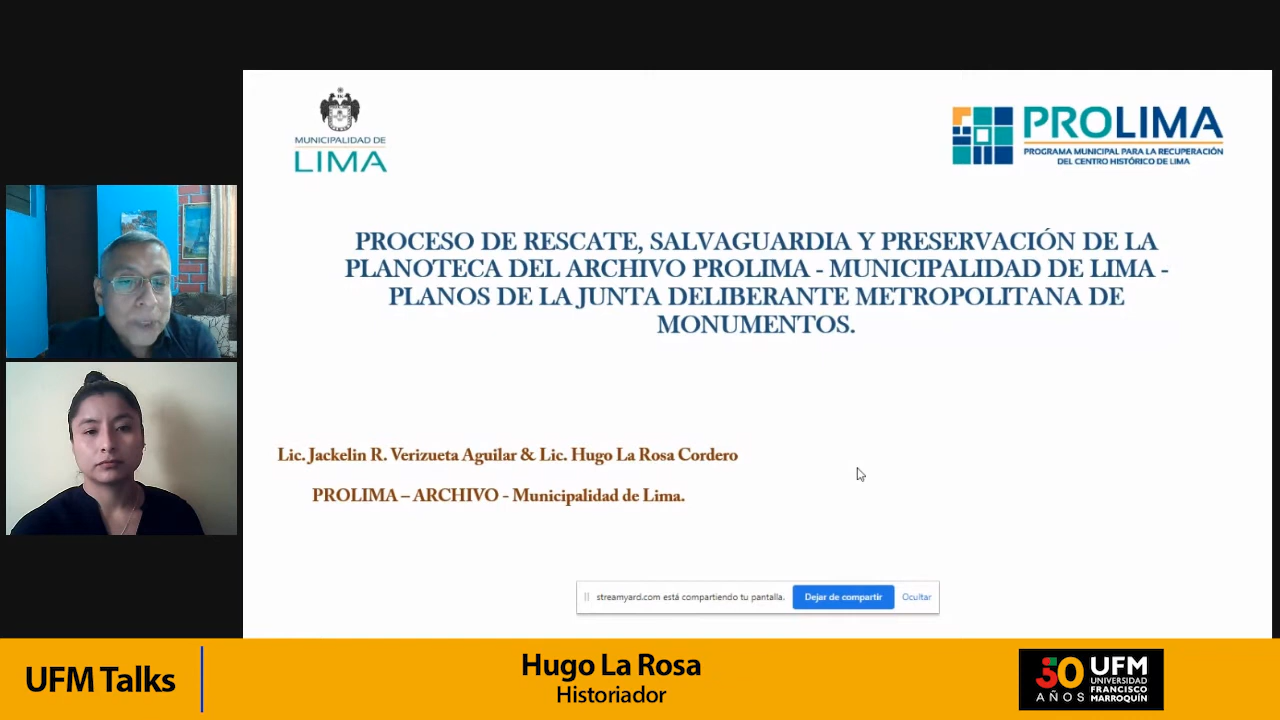 MUNICIPALIDAD DE
LIMA
PROLIMA
PROGRAMA MUNICIPAL PARA LA RECUPERACIÓN
DEL CENTRO HISTÓRICO DE LIMA
PROCESO DE RESCATE, SALVAGUARDIA Y PRESERVACIÓN DE LA
PLANOTECA DEL ARCHIVO PROLIMA - MUNICIPALIDAD DE LIMA -
PLANOS DE LA JUNTA DELIBERANTE METROPOLITANA DE
MONUMENTOS.
Lic. Jackelin R. Verizueta Aguilar & Lic. Hugo La Rosa Cordero
PROLIMA – ARCHIVO - Municipalidad de Lima.
streamyard.com está compartiendo tu pantalla. Dejar de compartir Ocultar
UFM Talks
Hugo La Rosa
Historiador
50
AÑOS
UFM
UNIVERSIDAD
FRANCISCO
MARROQUÍN